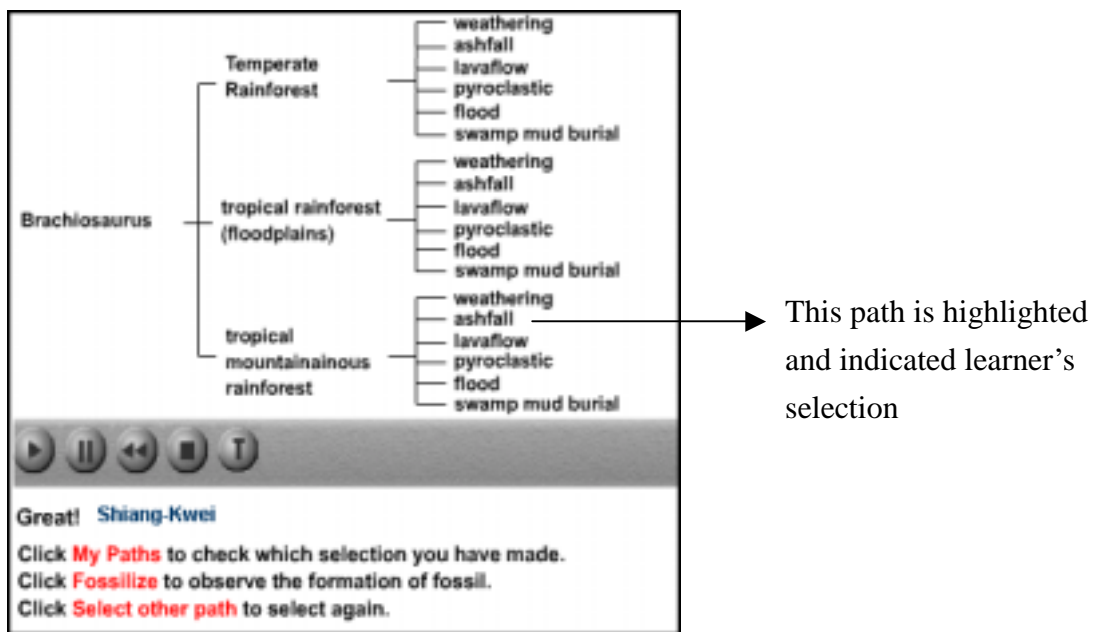 weathering
ashfall
Temperate
Rainforest
lavaflow
pyroclastic
flood
swamp mud burial
weathering
ashfall
Brachiosaurus
tropical rainforest
(floodplains)
lavaflow
pyroclastic
flood
swamp mud burial
weathering
ashfall
tropical
mountainainous
rainforest
lavaflow
pyroclastic
flood
swamp mud burial
This path is highlighted
and indicated learner’s
selection
T
Great! Shiang-Kwei
Click My Paths to check which selection you have made.
Click Fossilize to observe the formation of fossil.
Click Select other path to select again.